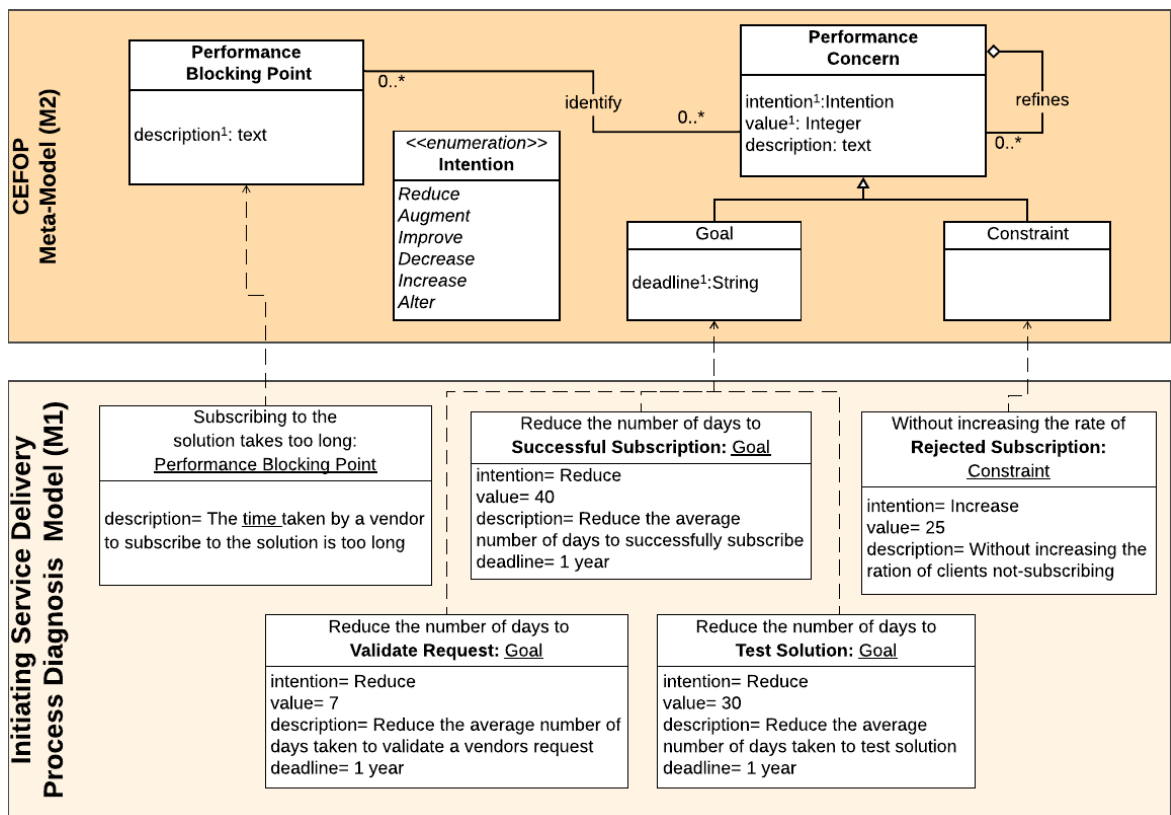 CEFOP
Meta-Model (M2)
Performance
Blocking Point
description¹: text
0..*
identify
0..*
Performance
Concern
intention¹:Intention
value¹: Integer
description: text
refines
0..*
<<enumeration>>
Intention
Reduce
Augment
Improve
Decrease
Increase
Alter
Goal
deadline¹:String
Constraint
Initiating Service Delivery
Process Diagnosis Model (M1)
Subscribing to the
solution takes too long:
Performance Blocking Point
description= The time taken by a vendor
to subscribe to the solution is too long
Reduce the number of days to
Successful Subscription: Goal
intention= Reduce
value= 40
description= Reduce the average
number of days to successfully subscribe
deadline= 1 year
Without increasing the rate of
Rejected Subscription:
Constraint
intention= Increase
value= 25
description= Without increasing the
ration of clients not-subscribing
Reduce the number of days to
Validate Request: Goal
intention= Reduce
value= 7
description= Reduce the average number of
days taken to validate a vendors request
deadline= 1 year
Reduce the number of days to
Test Solution: Goal
intention= Reduce
value= 30
description= Reduce the average
number of days taken to test solution
deadline= 1 year